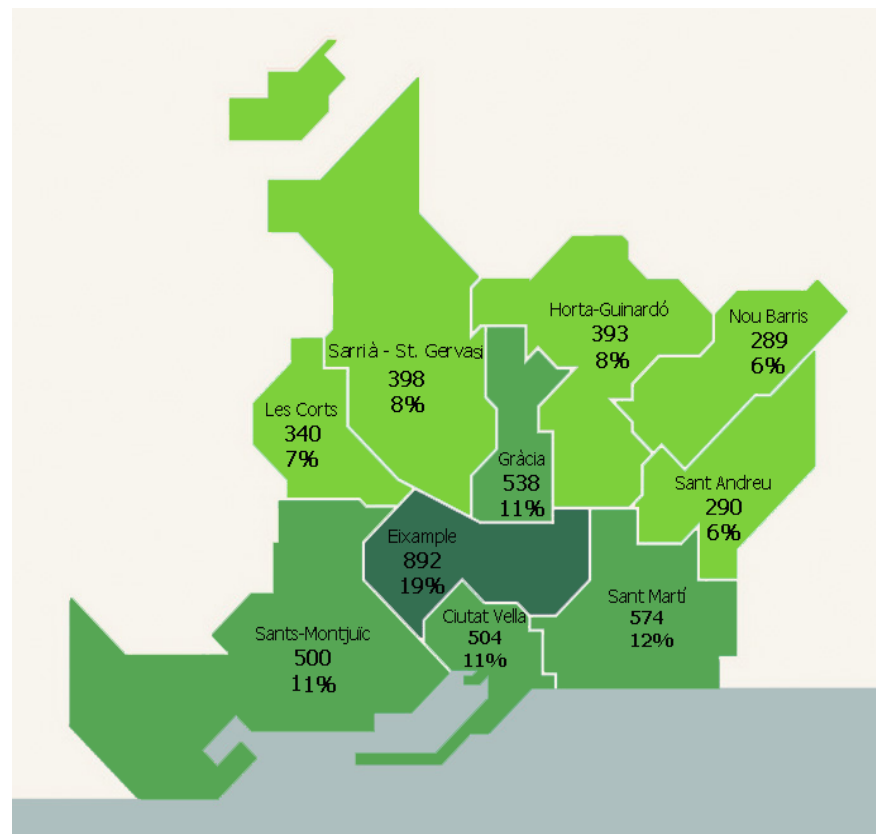 Horta-Guinardó
393
8%
Nou Barris
289
6%
Sarrià - St. Gervasi
398
8%
Les Corts
340
7%
Gràcia
538
11%
Sant Andreu
290
6%
Eixample
892
19%
Sant Martí
574
12%
Ciutat Vella
504
11%
Sants-Montjuïc
500
11%